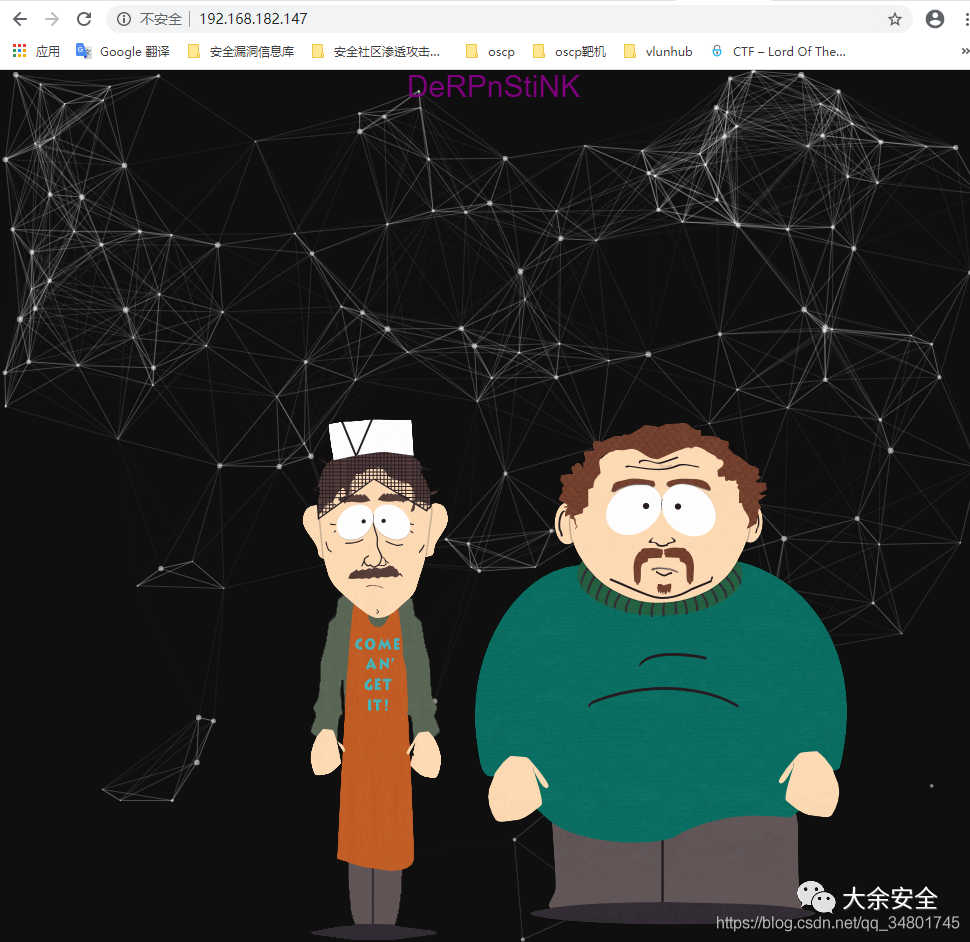 不安全 192.168.182.147
应用 Google 翻译 安全漏洞信息库 安全社区渗透攻击... oscp oscp靶机 vlunhub CTF – Lord Of The...
DeRPnStiNK
COME
AN'
GET
IT!
大余安全
https://blog.csdn.net/qq_34801745